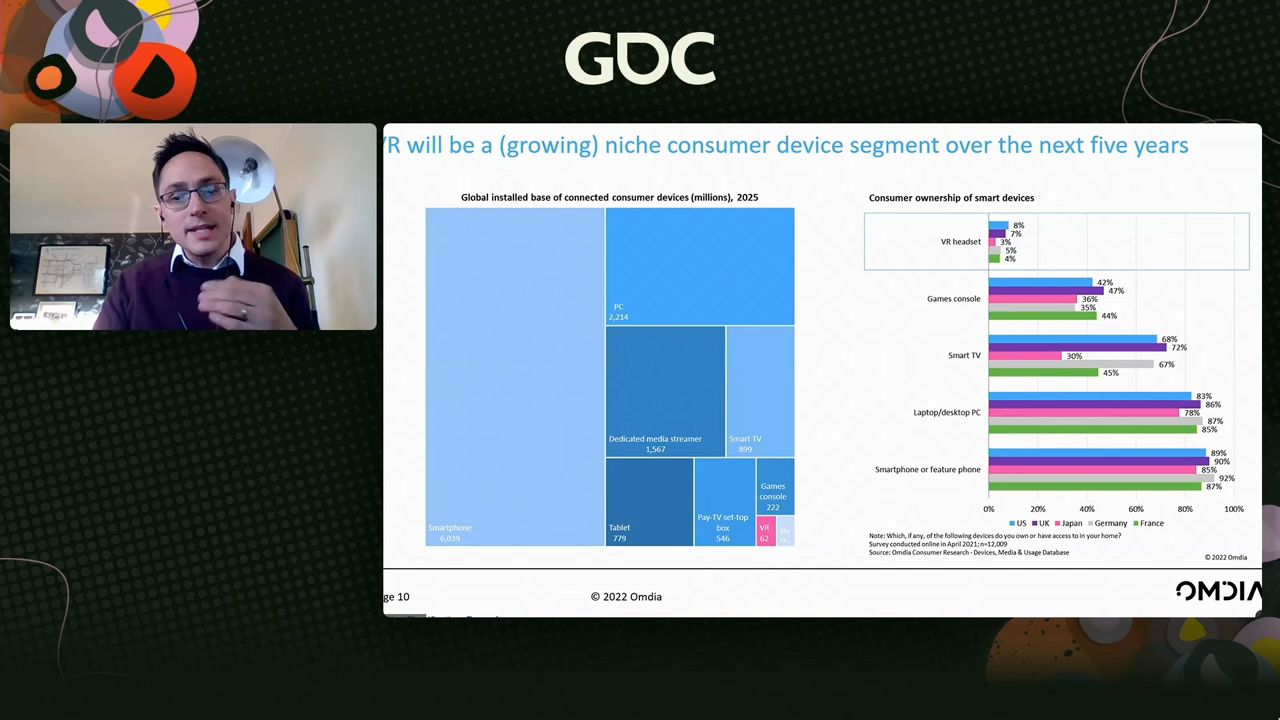 GDC
VR will be a (growing) niche consumer device segment over the next five years
Global installed base of connected consumer devices (millions), 2025
Smartphone
6,039
PC
2,214
Dedicated media streamer
1,567
Smart TV
899
Tablet
779
Pay-TV set-top
box
546
Games
console
222
VR
62
Consumer ownership of smart devices
VR headset
8%
7%
3%
5%
4%
Games console
42%
47%
36%
35%
44%
Smart TV
68%
72%
30%
67%
45%
Laptop/desktop PC
83%
86%
78%
87%
85%
Smartphone or feature phone
89%
90%
85%
92%
87%
0% 20% 40% 60% 80% 100%
US UK Japan Germany France
Note: Which, if any, of the following devices do you own or have access to in your home?
Survey conducted online in April 2021; n=12,009
Source: Omdia Consumer Research - Devices, Media & Usage Database
© 2022 Omdia
ge 10
© 2022 Omdia
OMDIA